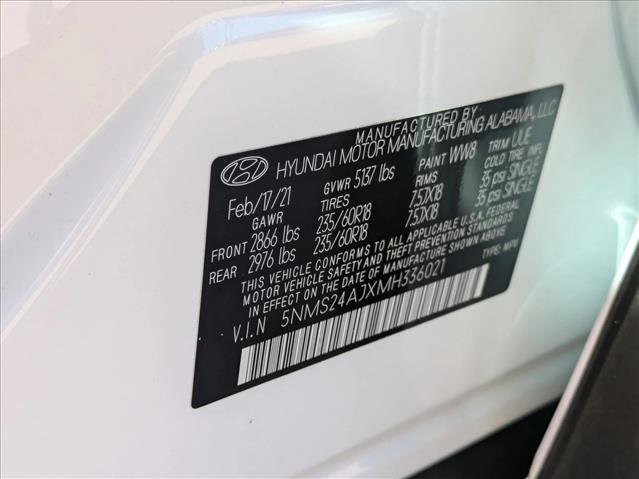 MANUFACTURED BY
HYUNDAI MOTOR MANUFACTURING ALABAMA, LLC
Feb/17/21 GVWR 5137 lbs PAINT WW8 TRIM UUE
GAWR TIRES RIMS COLD TIRE INFL.
FRONT 2866 lbs 235/60R18 7.57X18 35 psi SINGLE
REAR 2976 lbs 235/60R18 7.57X18 35 psi SINGLE
THIS VEHICLE CONFORMS TO ALL APPLICABLE U.S.A. FEDERAL
MOTOR VEHICLE SAFETY AND THEFT PREVENTION STANDARDS
IN EFFECT ON THE DATE OF MANUFACTURE SHOWN ABOVE
V.I.N 5NMS24AJXMH336021 TYPE: MPV